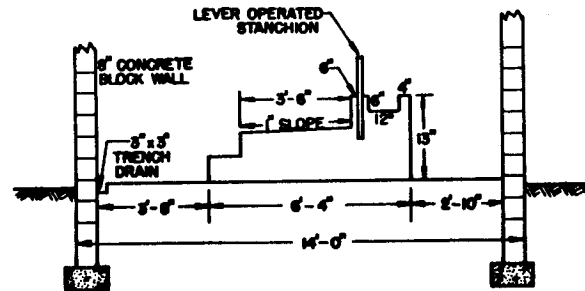 LEVER OPERATED
STANCHION
8" CONCRETE
BLOCK WALL
6"
6"
4"
3'-6"
12"
1" SLOPE
13"
3" x 3"
TRENCH
DRAIN
3'-6"
6'-4"
2'-10"
14'-0"